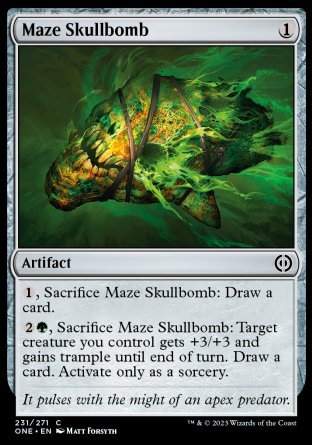 Maze Skullbomb 1
Artifact
1, Sacrifice Maze Skullbomb: Draw a
card.
2, Sacrifice Maze Skullbomb: Target
creature you control gets +3/+3 and
gains trample until end of turn. Draw a
card. Activate only as a sorcery.
It pulses with the might of an apex predator.
231/271 C
ONE • EN MATT FORSYTH
™ & © 2023 Wizards of the Coast